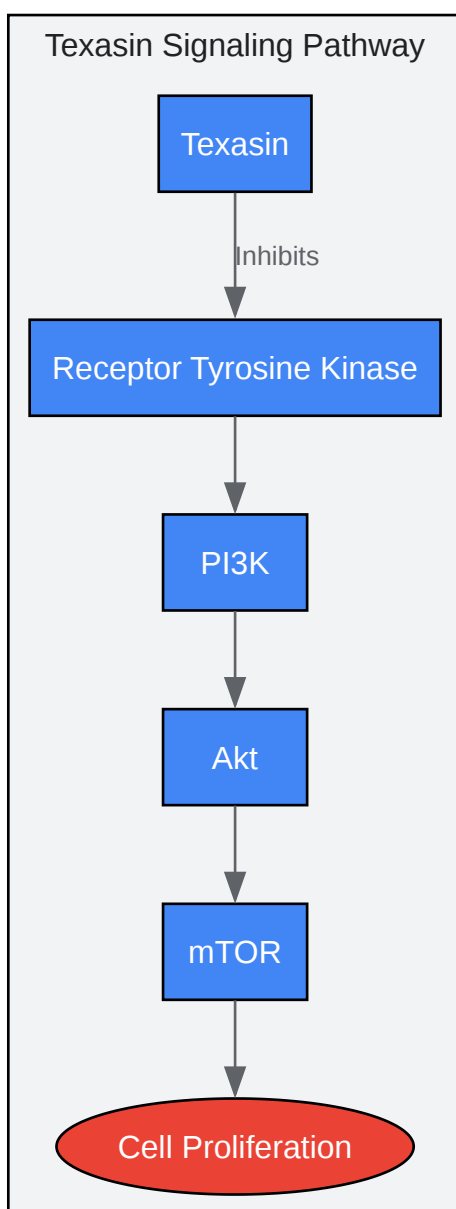 Texasin Signaling Pathway
Texasin
Inhibits
Receptor Tyrosine Kinase
PI3K
Akt
mTOR
Cell Proliferation